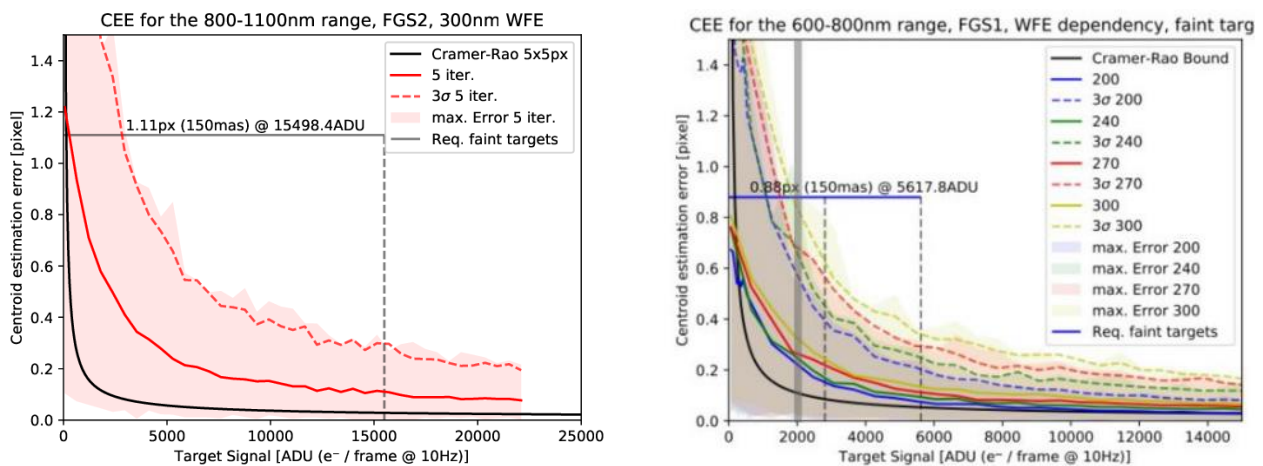 CEE for the 800-1100nm range, FGS2, 300nm WFE
Centroid estimation error [pixel]
1.4
1.2
1.0
0.8
0.6
0.4
0.2
0.0
1.11px (150mas) @ 15498.4ADU
Cramer-Rao 5x5px
5 iter.
3σ 5 iter.
max. Error 5 iter.
Req. faint targets
0 5000 10000 15000 20000 25000
Target Signal [ADU (e⁻ / frame @ 10Hz)]
CEE for the 600-800nm range, FGS1, WFE dependency, faint targ
Centroid estimation error [pixel]
1.4
1.2
1.0
0.8
0.6
0.4
0.2
0.0
0.88px (150mas) @ 5617.8ADU
Cramer-Rao Bound
200
3σ 200
240
3σ 240
270
3σ 270
300
3σ 300
max. Error 200
max. Error 240
max. Error 270
max. Error 300
Req. faint targets
0 2000 4000 6000 8000 10000 12000 14000
Target Signal [ADU (e⁻ / frame @ 10Hz)]